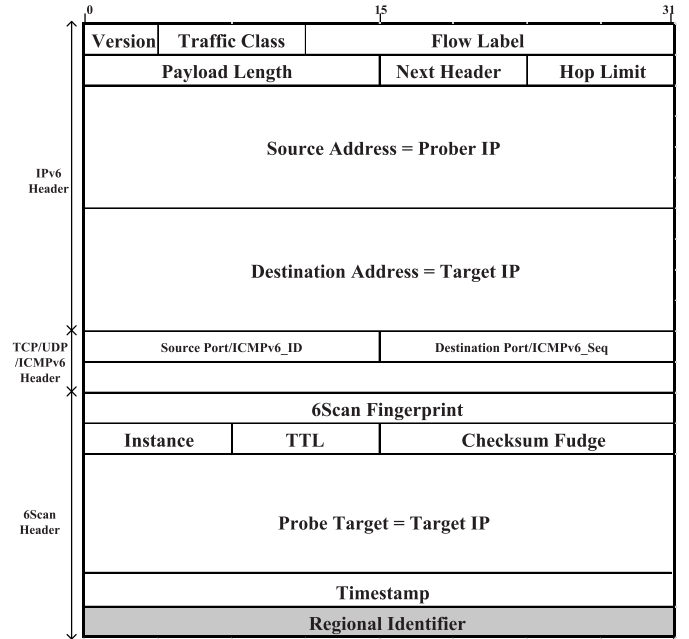 0 15 31
Version Traffic Class Flow Label
Payload Length Next Header Hop Limit
Source Address = Prober IP
IPv6
Header
Destination Address = Target IP
TCP/UDP
/ICMPv6
Header
Source Port/ICMPv6_ID Destination Port/ICMPv6_Seq
6Scan Fingerprint
Instance TTL Checksum Fudge
6Scan
Header
Probe Target = Target IP
Timestamp
Regional Identifier